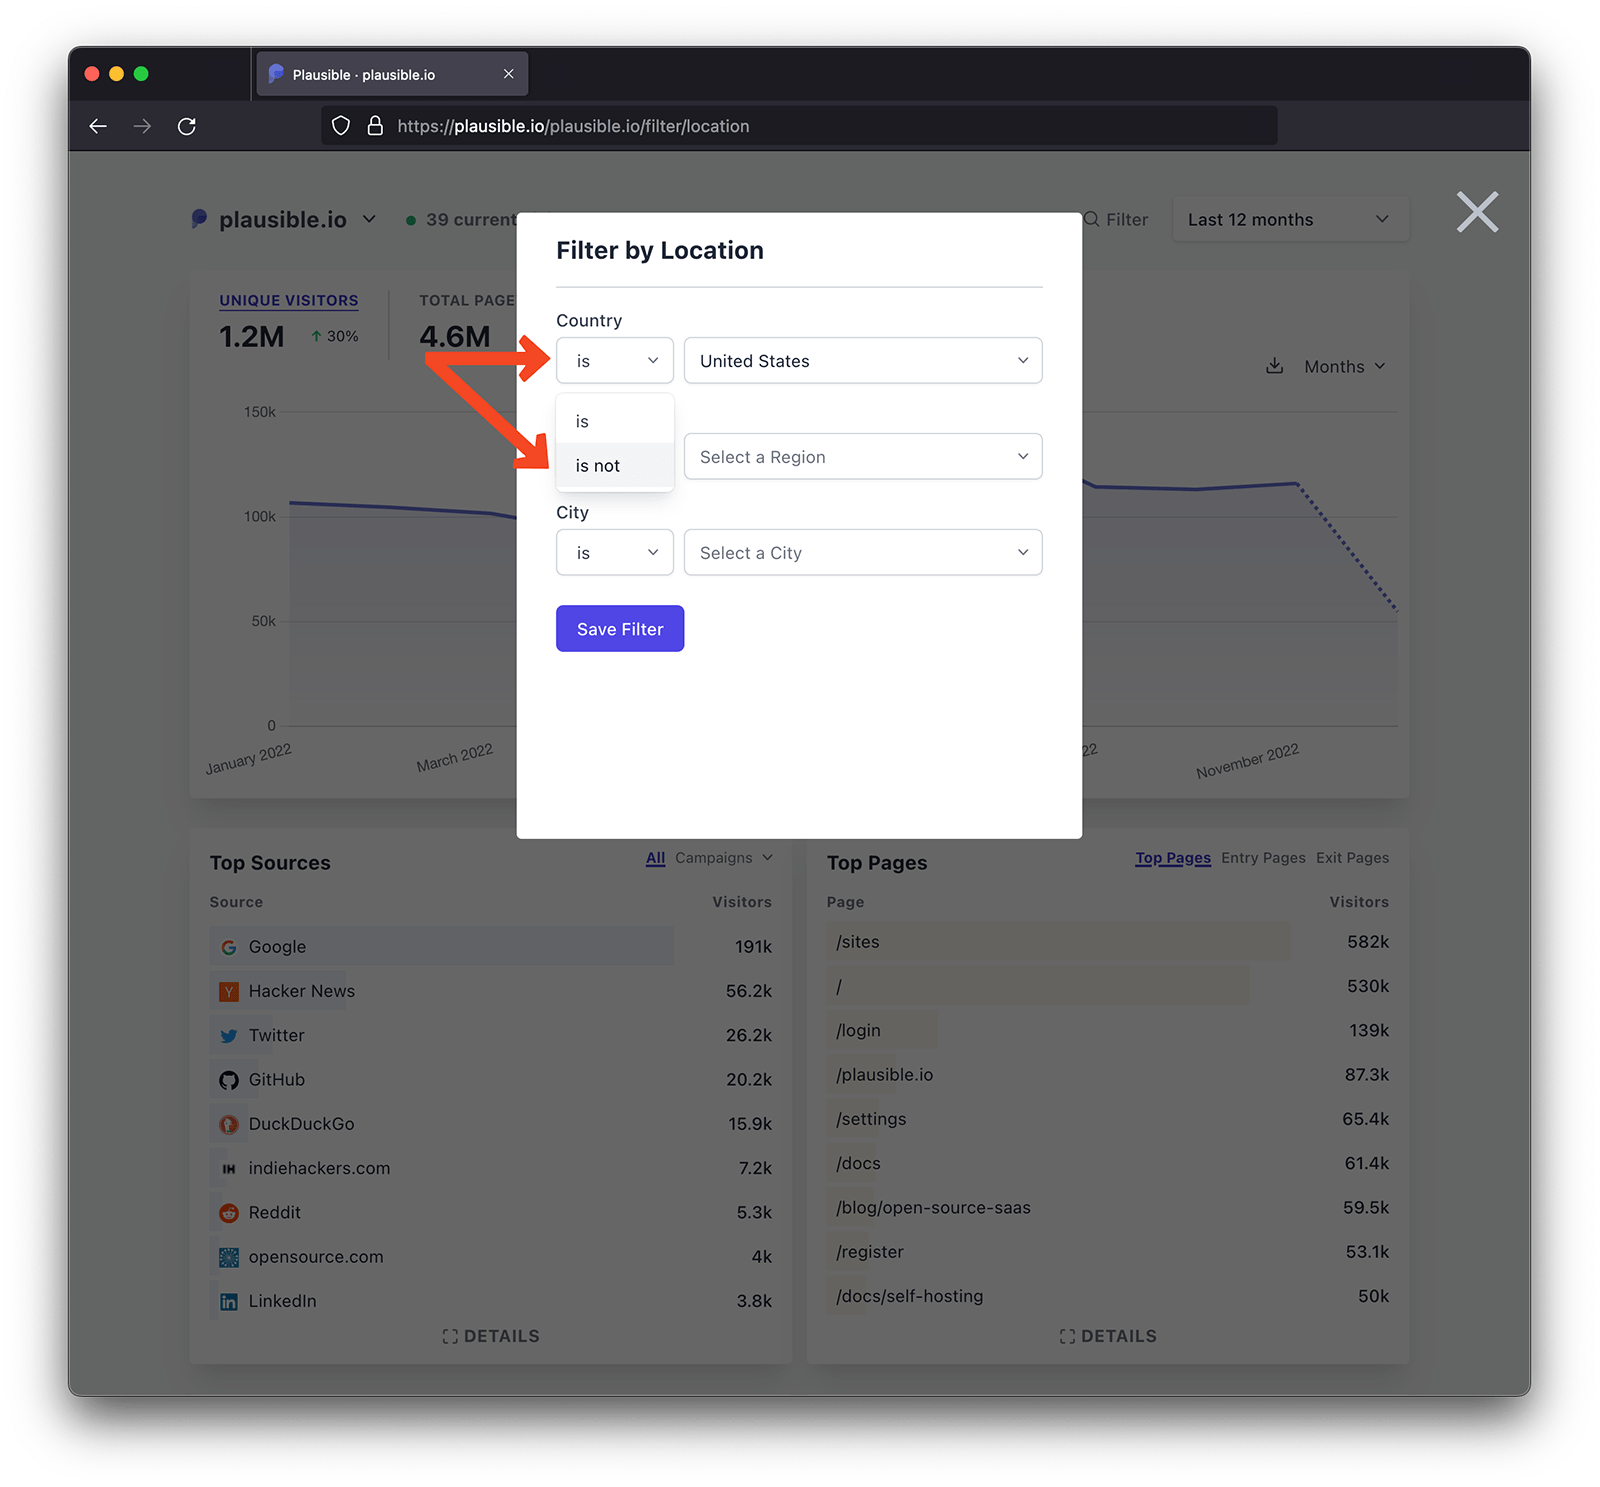 Plausible · plausible.io
https://plausible.io/plausible.io/filter/location
plausible.io
39 current
Filter
Last 12 months
UNIQUE VISITORS
1.2M
30%
TOTAL PAGE
4.6M
Months
150k
100k
50k
0
January 2022
March 2022
22
November 2022
Filter by Location
Country
is
United States
is
is not
Select a Region
City
is
Select a City
Save Filter
Top Sources
All Campaigns
Source Visitors
Google 191k
Hacker News 56.2k
Twitter 26.2k
GitHub 20.2k
DuckDuckGo 15.9k
indiehackers.com 7.2k
Reddit 5.3k
opensource.com 4k
LinkedIn 3.8k
DETAILS
Top Pages
Top Pages Entry Pages Exit Pages
Page Visitors
/sites 582k
/ 530k
/login 139k
/plausible.io 87.3k
/settings 65.4k
/docs 61.4k
/blog/open-source-saas 59.5k
/register 53.1k
/docs/self-hosting 50k
DETAILS